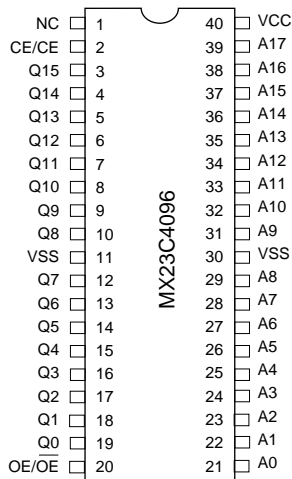 NC 1 40 VCC
CE/CE 2 39 A17
Q15 3 38 A16
Q14 4 37 A15
Q13 5 36 A14
Q12 6 35 A13
Q11 7 34 A12
Q10 8 33 A11
Q9 9 32 A10
Q8 10 31 A9
VSS 11 30 VSS
Q7 12 29 A8
Q6 13 28 A7
Q5 14 27 A6
Q4 15 26 A5
Q3 16 25 A4
Q2 17 24 A3
Q1 18 23 A2
Q0 19 22 A1
OE/O̅E̅ 20 21 A0
MX23C4096